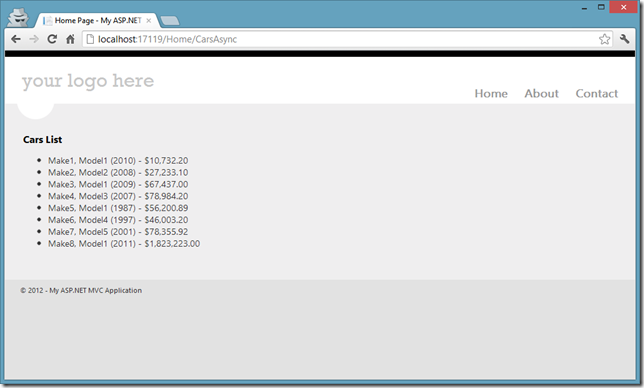 Home Page - My ASP.NET
localhost:17119/Home/CarsAsync
your logo here
Home About Contact
Cars List
Make1, Model1 (2010) - $10,732.20
Make2, Model2 (2008) - $27,233.10
Make3, Model1 (2009) - $67,437.00
Make4, Model3 (2007) - $78,984.20
Make5, Model1 (1987) - $56,200.89
Make6, Model4 (1997) - $46,003.20
Make7, Model5 (2001) - $78,355.92
Make8, Model1 (2011) - $1,823,223.00
© 2012 - My ASP.NET MVC Application